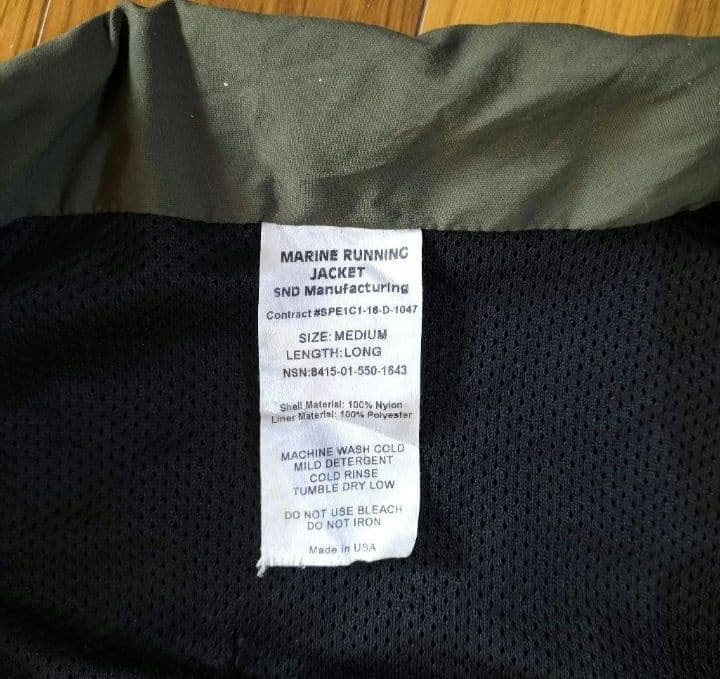 MARINE RUNNING
JACKET
SND Manufacturing
Contract #SPE1C1-16-D-1047
SIZE: MEDIUM
LENGTH:LONG
NSN:8415-01-550-1643
Shell Material: 100% Nylon
Liner Material: 100% Polyester
MACHINE WASH COLD
MILD DETERGENT
COLD RINSE
TUMBLE DRY LOW
DO NOT USE BLEACH
DO NOT IRON
Made in USA